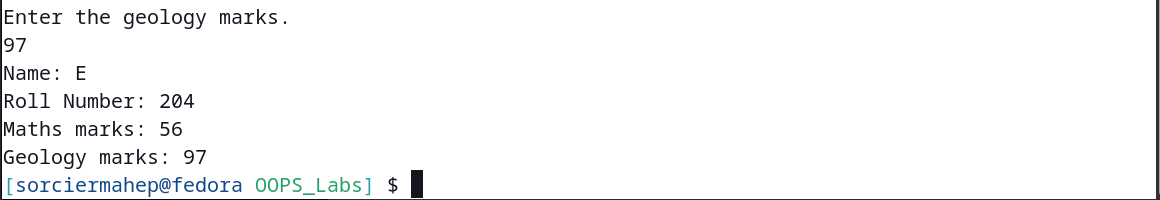 Enter the geology marks.
97
Name: E
Roll Number: 204
Maths marks: 56
Geology marks: 97
[sorciermahep@fedora OOPS_Labs] $